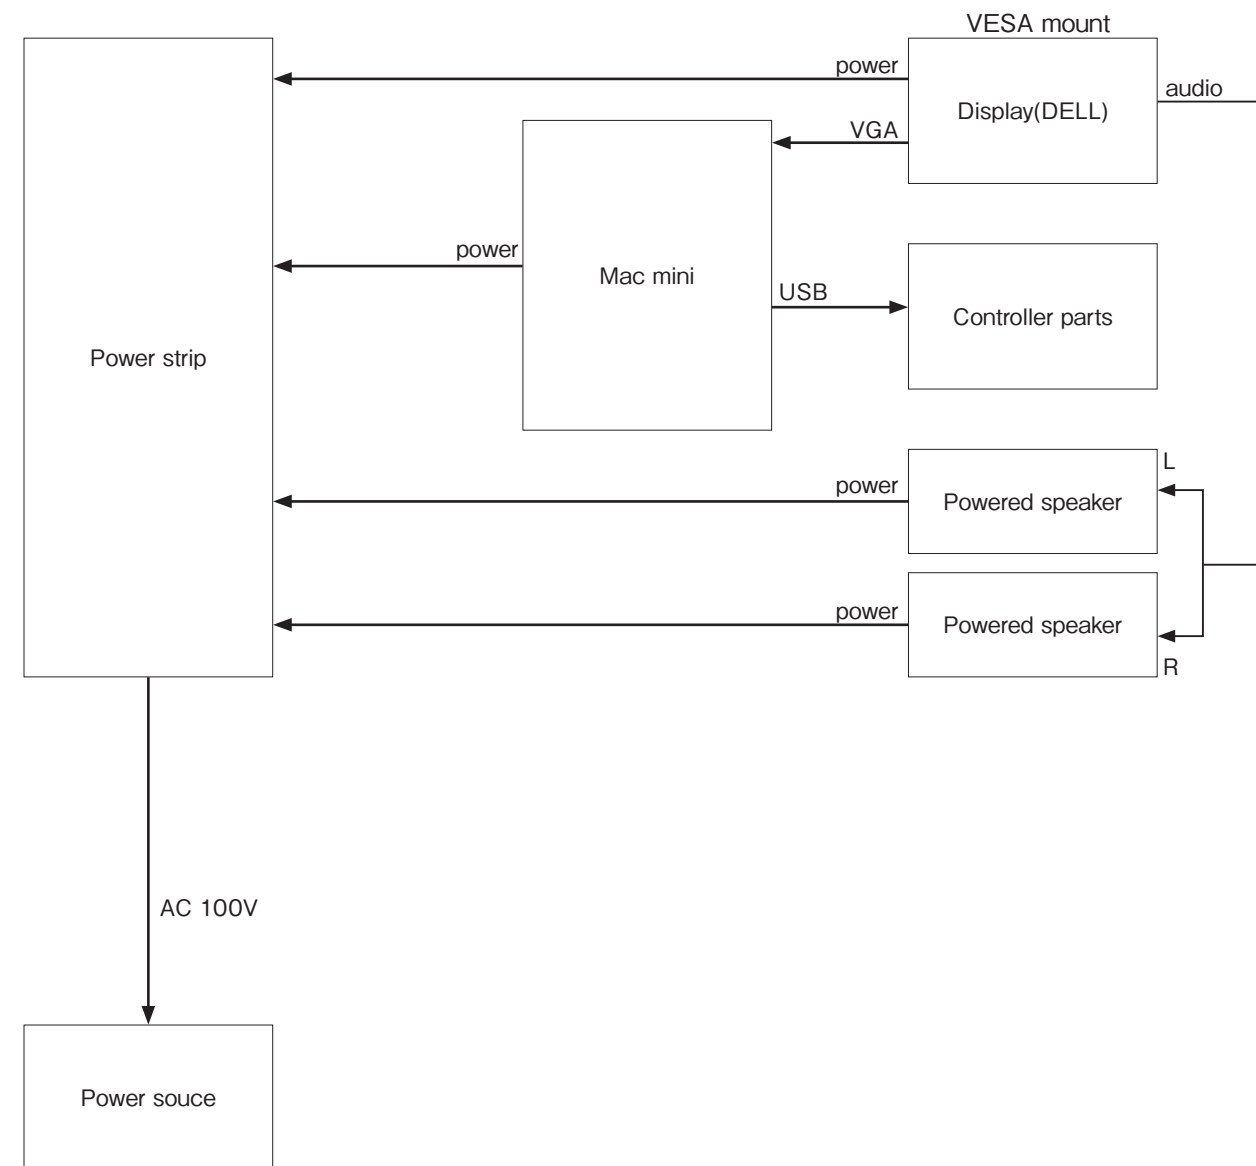 VESA mount
power
Display(DELL)
audio
VGA
power
Mac mini
USB
Controller parts
Power strip
L
power
Powered speaker
power
Powered speaker
R
AC 100V
Power souce